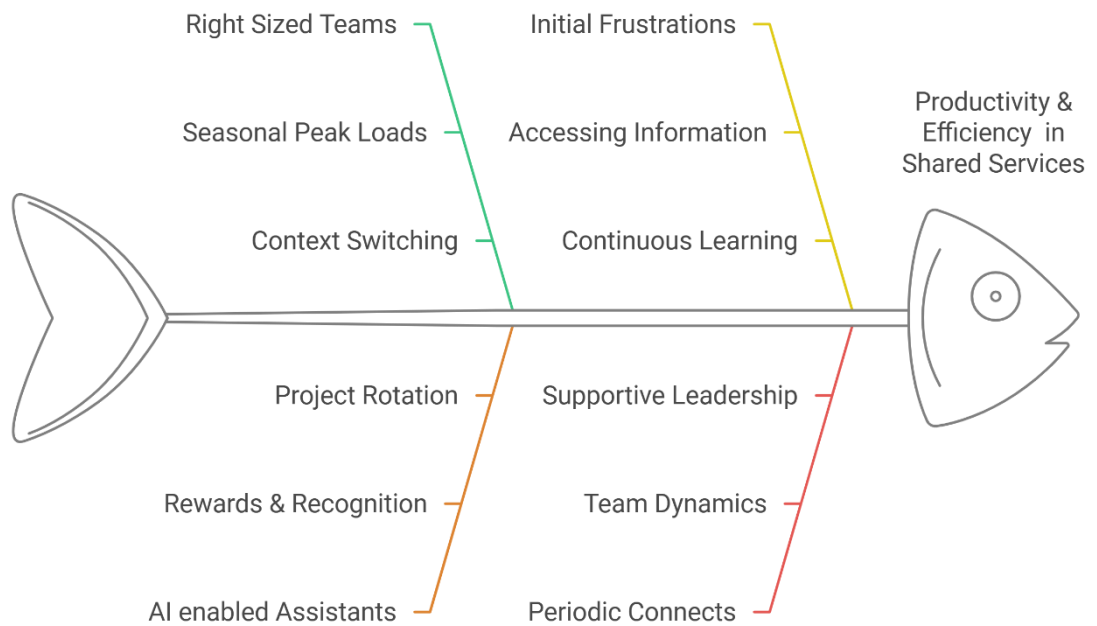 Right Sized Teams
Seasonal Peak Loads
Context Switching
Initial Frustrations
Accessing Information
Continuous Learning
Productivity &
Efficiency in
Shared Services
Project Rotation
Rewards & Recognition
AI enabled Assistants
Supportive Leadership
Team Dynamics
Periodic Connects